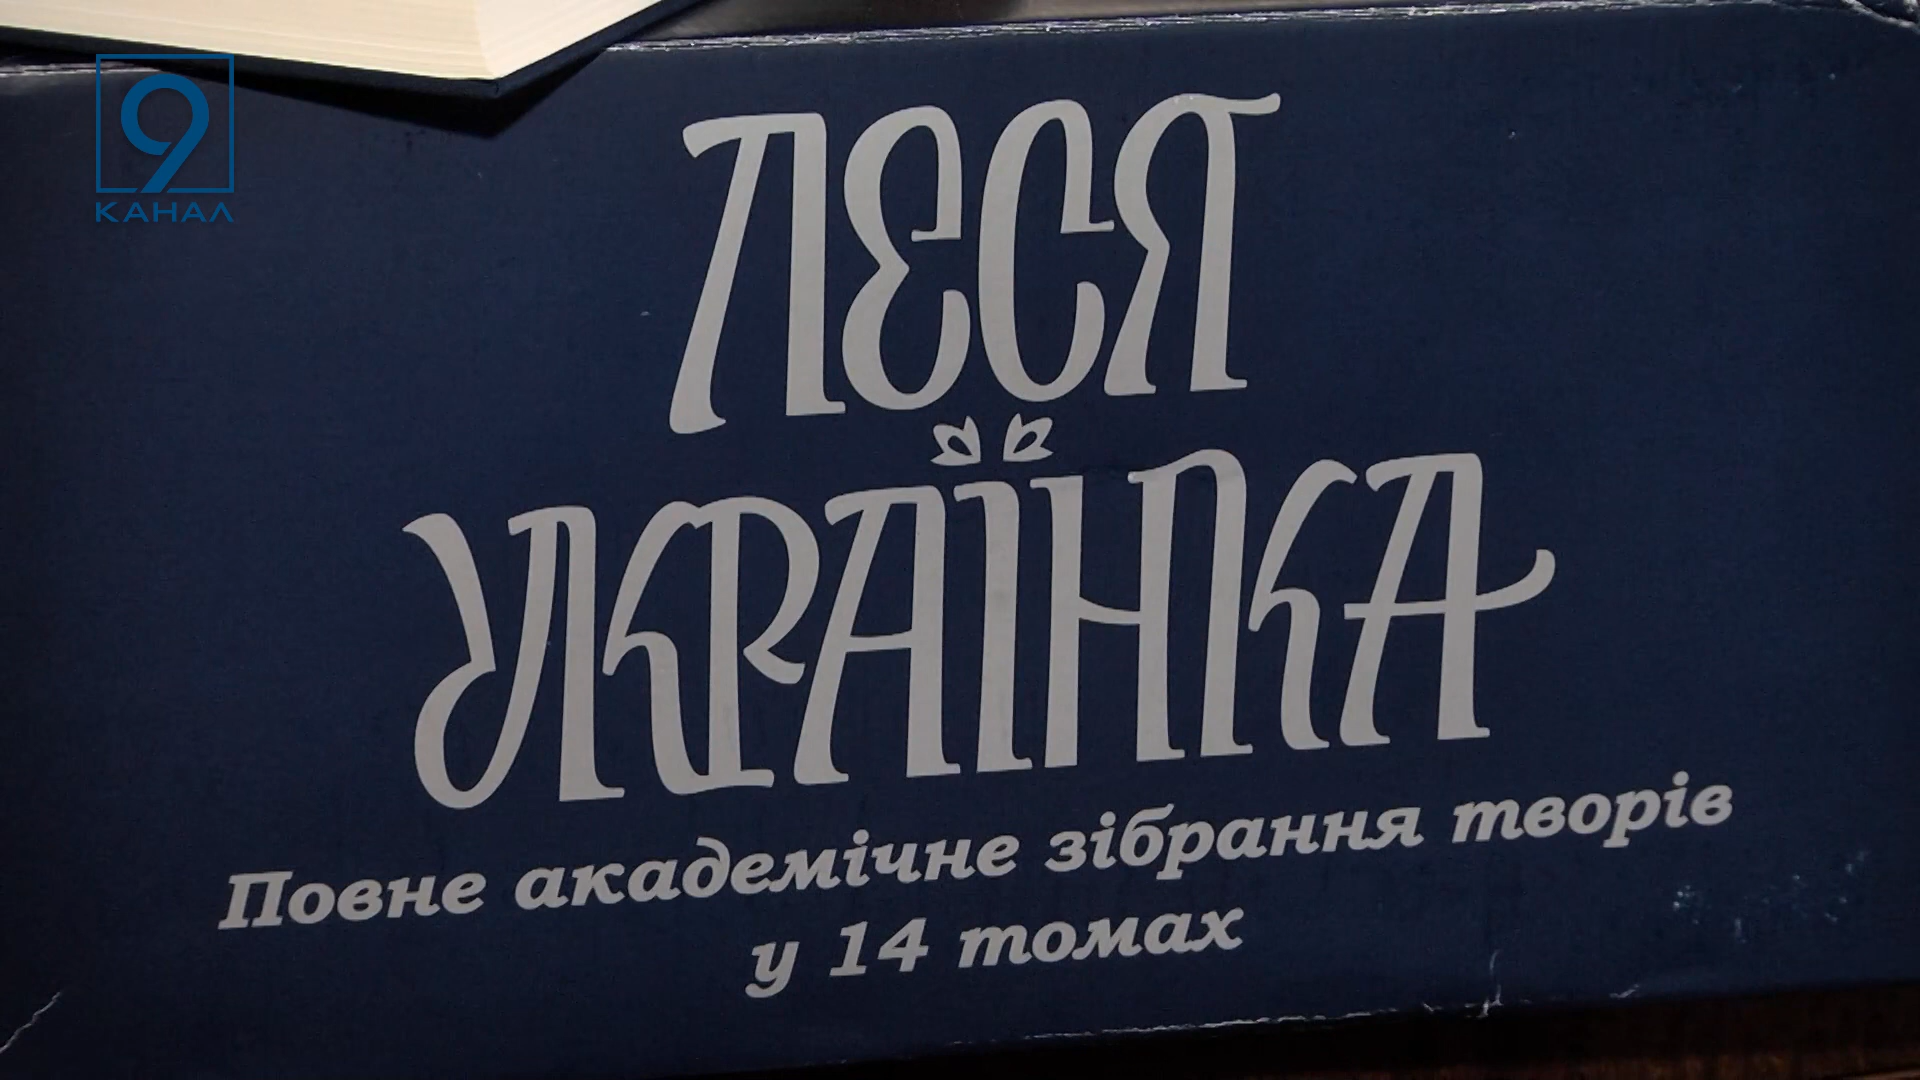 9
КАНАЛ
ЛЕСЯ
УКРАЇНКА
Повне академічне зібрання творів
у 14 томах